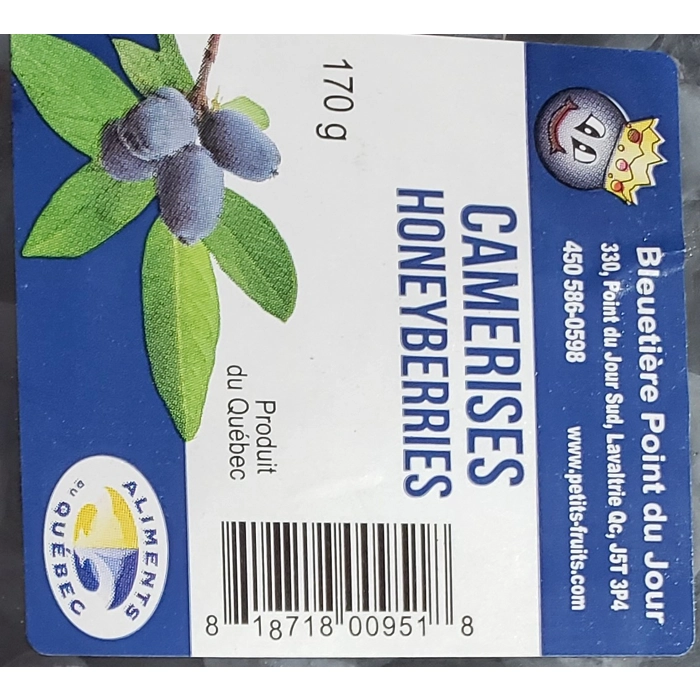 Bleuetière Point du Jour
330, Point du Jour Sud, Lavaltrie Qc, J5T 3P4
450 586-0598 www.petits-fruits.com
CAMERISES
HONEYBERRIES
170 g
Produit
du Québec
8 18718 00951 8
ALIMENTS
du QUÉBEC